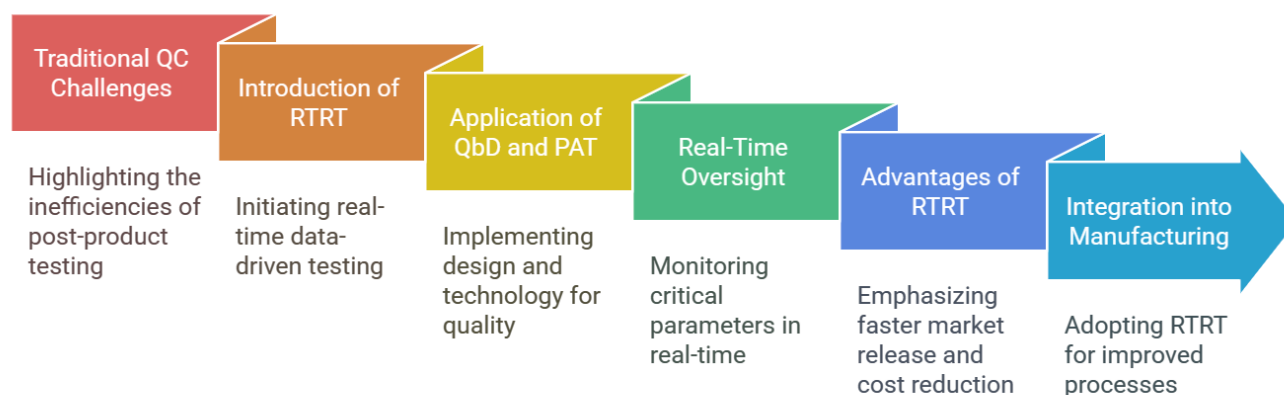 Traditional QC
Challenges
Highlighting the
inefficiencies of
post-product
testing
Introduction of
RTRT
Initiating real-
time data-
driven testing
Application of
QbD and PAT
Implementing
design and
technology for
quality
Real-Time
Oversight
Monitoring
critical
parameters in
real-time
Advantages of
RTRT
Emphasizing
faster market
release and
cost reduction
Integration into
Manufacturing
Adopting RTRT
for improved
processes